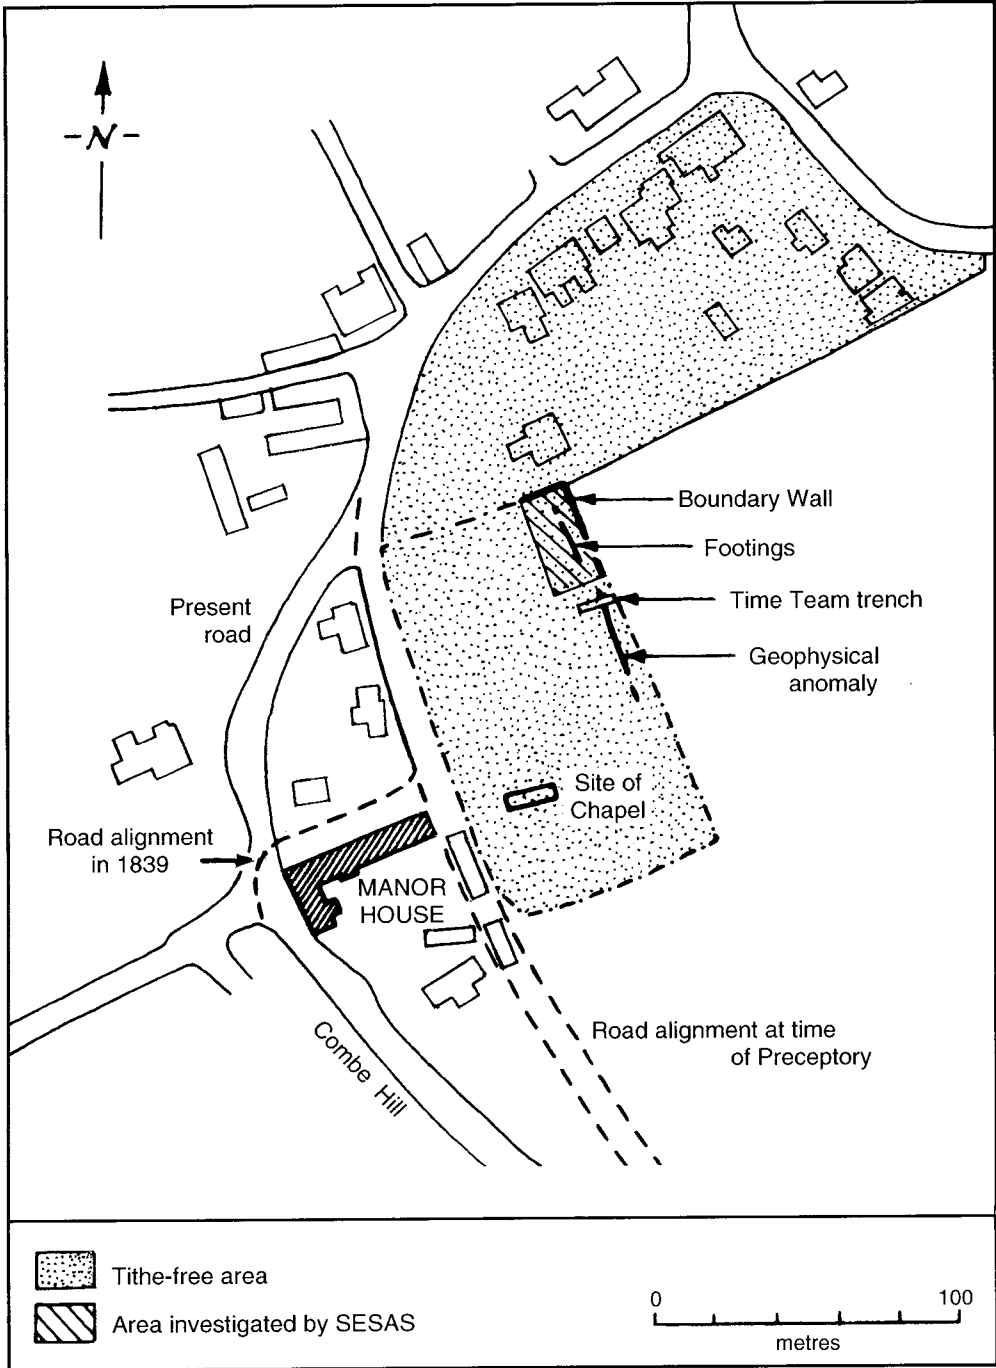 N
Boundary Wall
Footings
Time Team trench
Geophysical
anomaly
Present
road
Site of
Chapel
Road alignment
in 1839
MANOR
HOUSE
Road alignment at time
of Preceptory
Combe Hill
Tithe-free area
Area investigated by SESAS
0 100
metres